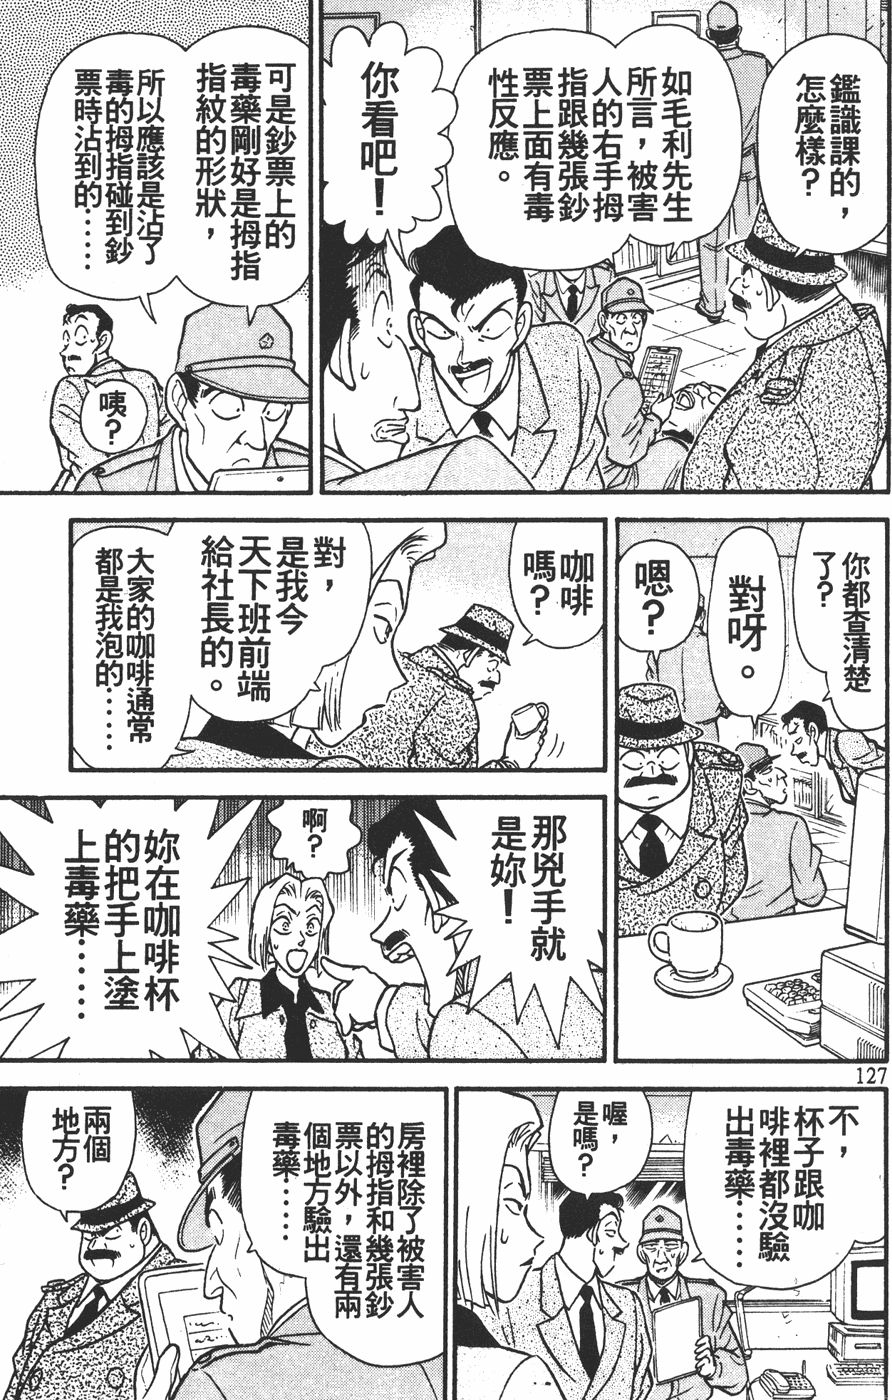 鑑識課的，
怎麼樣？
如毛利先生
所言，被害
人的右手拇
指跟幾張鈔
票上面有毒
性反應。
你看吧！
可是鈔票上的
毒藥剛好是拇指
指紋的形狀，
所以應該是沾了
毒的拇指碰到鈔
票時沾到的……
咦？
你都查清楚
了？
對呀。
嗯？
咖啡
嗎？
對，
是我今
天下班前端
給社長的。
大家的咖啡通常
都是我泡的……
那兇手就
是妳！
啊？
妳在咖啡杯
的把手上塗
上毒藥……
127
不，
杯子跟咖
啡裡都沒驗
出毒藥……
喔，
是嗎？
房裡除了被害人
的拇指和幾張鈔
票以外，還有兩
個地方驗出
毒藥……
兩個
地方？